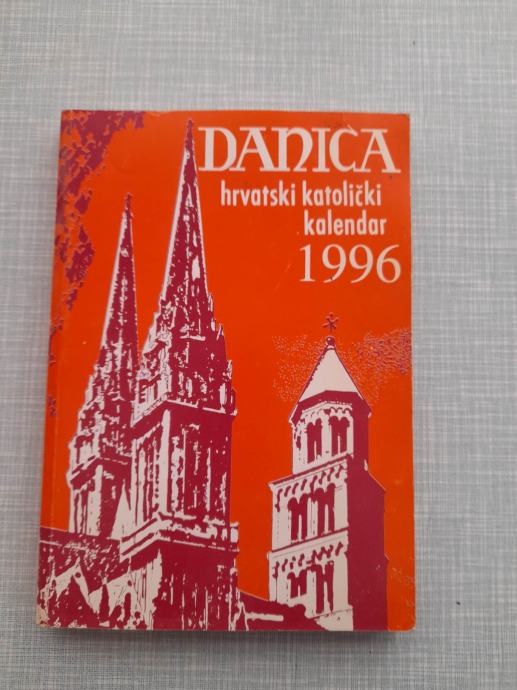 DANICA
hrvatski katolički
kalendar
1996